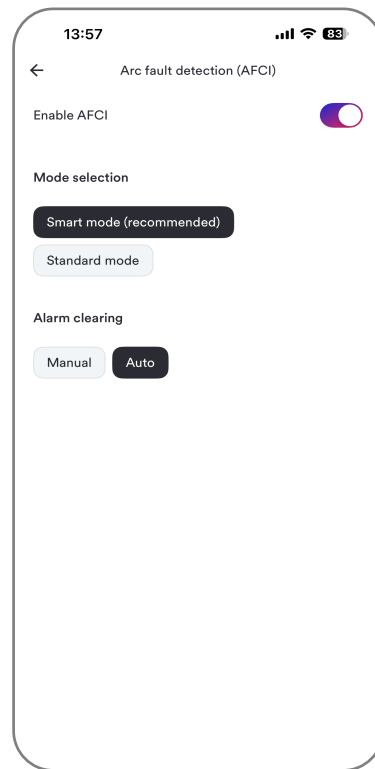 13:57
83
Arc fault detection (AFCI)
Enable AFCI
Mode selection
Smart mode (recommended)
Standard mode
Alarm clearing
Manual Auto